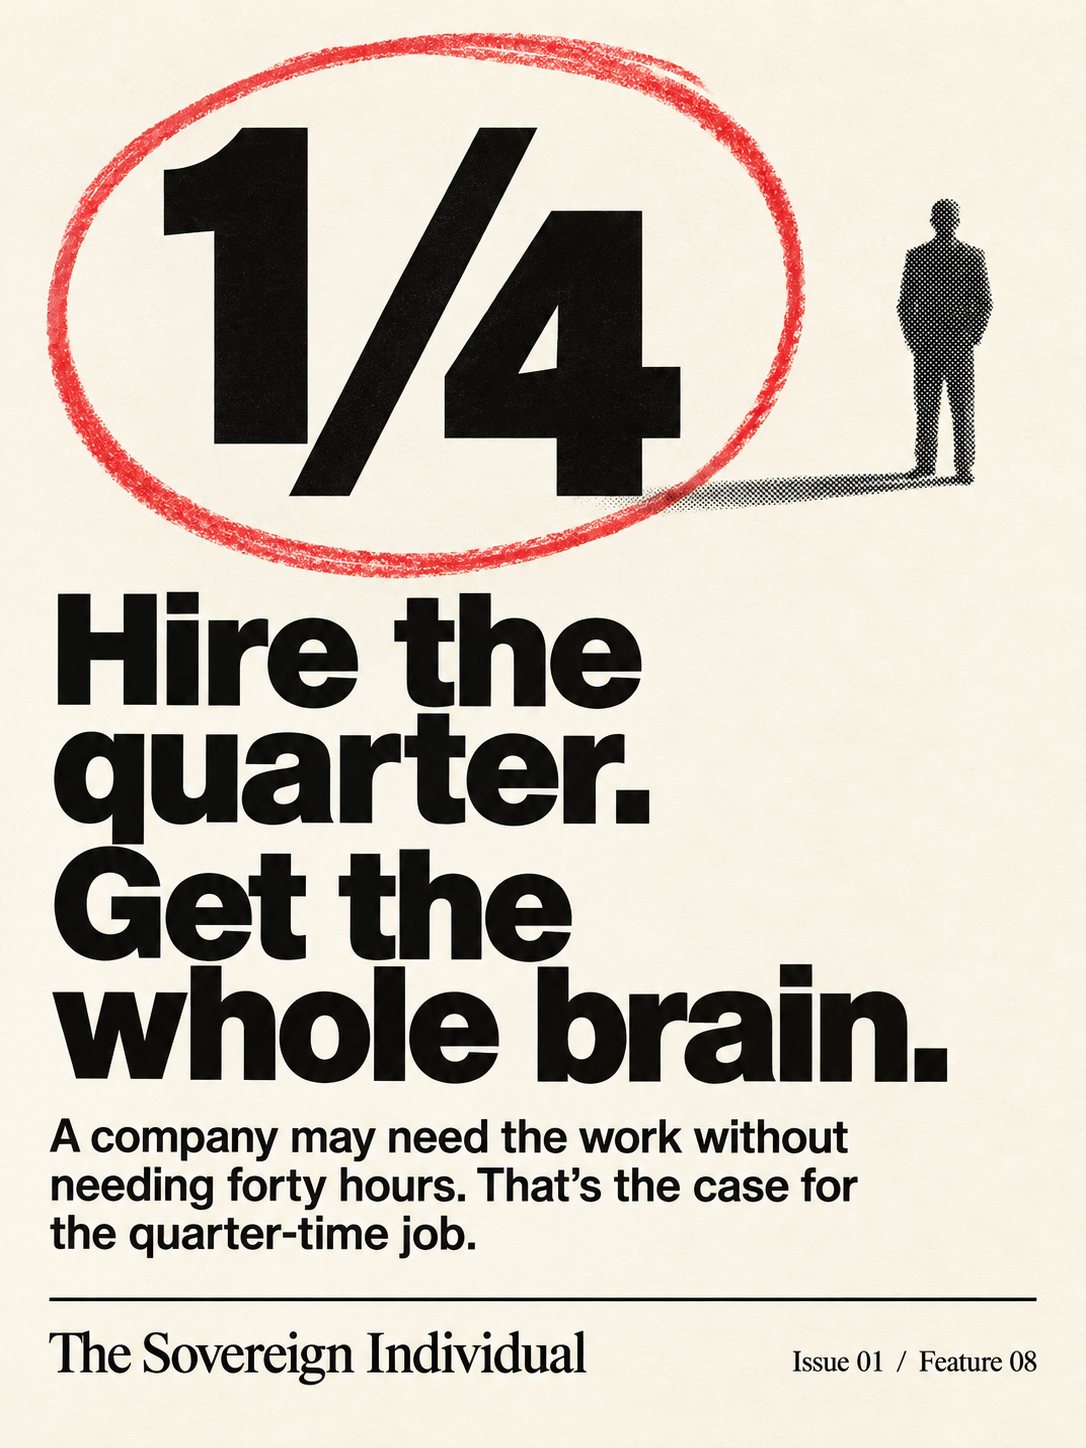 1/4
Hire the
quarter.
Get the
whole brain.
A company may need the work without
needing forty hours. That’s the case for
the quarter-time job.
The Sovereign Individual
Issue 01 / Feature 08